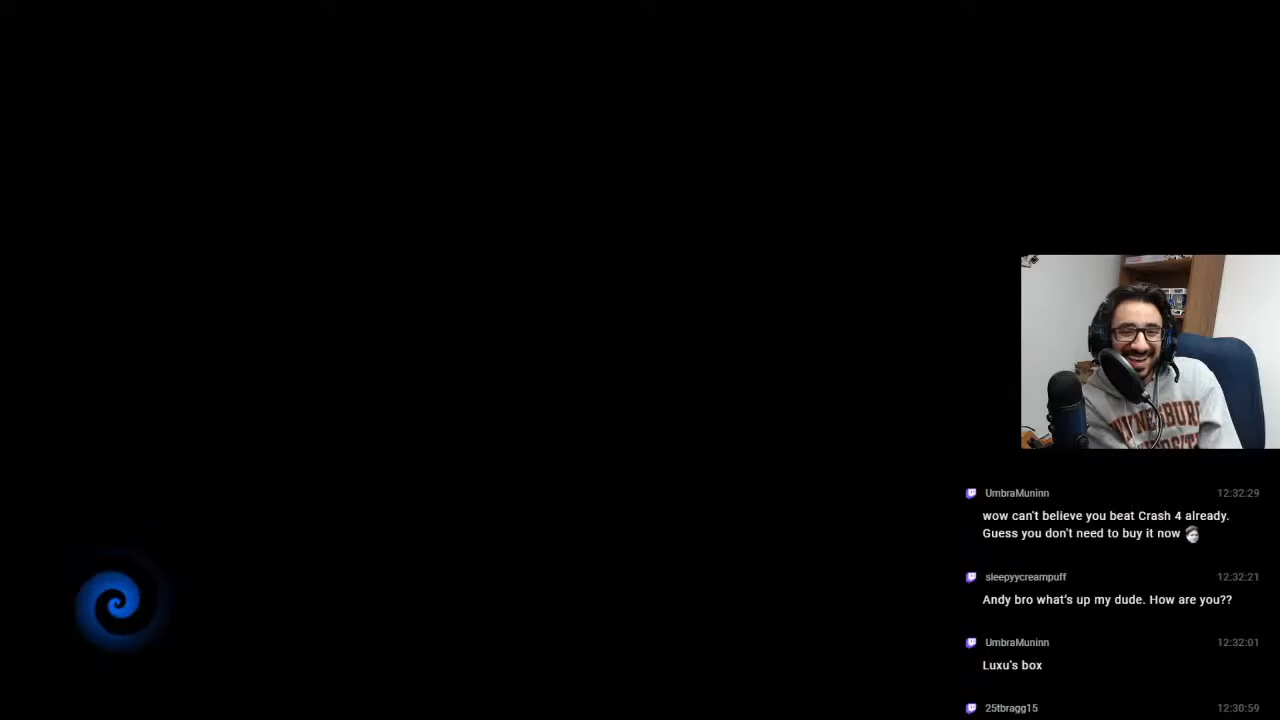 UmbraMuninn 12:32:29
wow can't believe you beat Crash 4 already.
Guess you don't need to buy it now
sleepyycreampuff 12:32:21
Andy bro what's up my dude. How are you??
UmbraMuninn 12:32:01
Luxu's box
25tbragg15 12:30:59